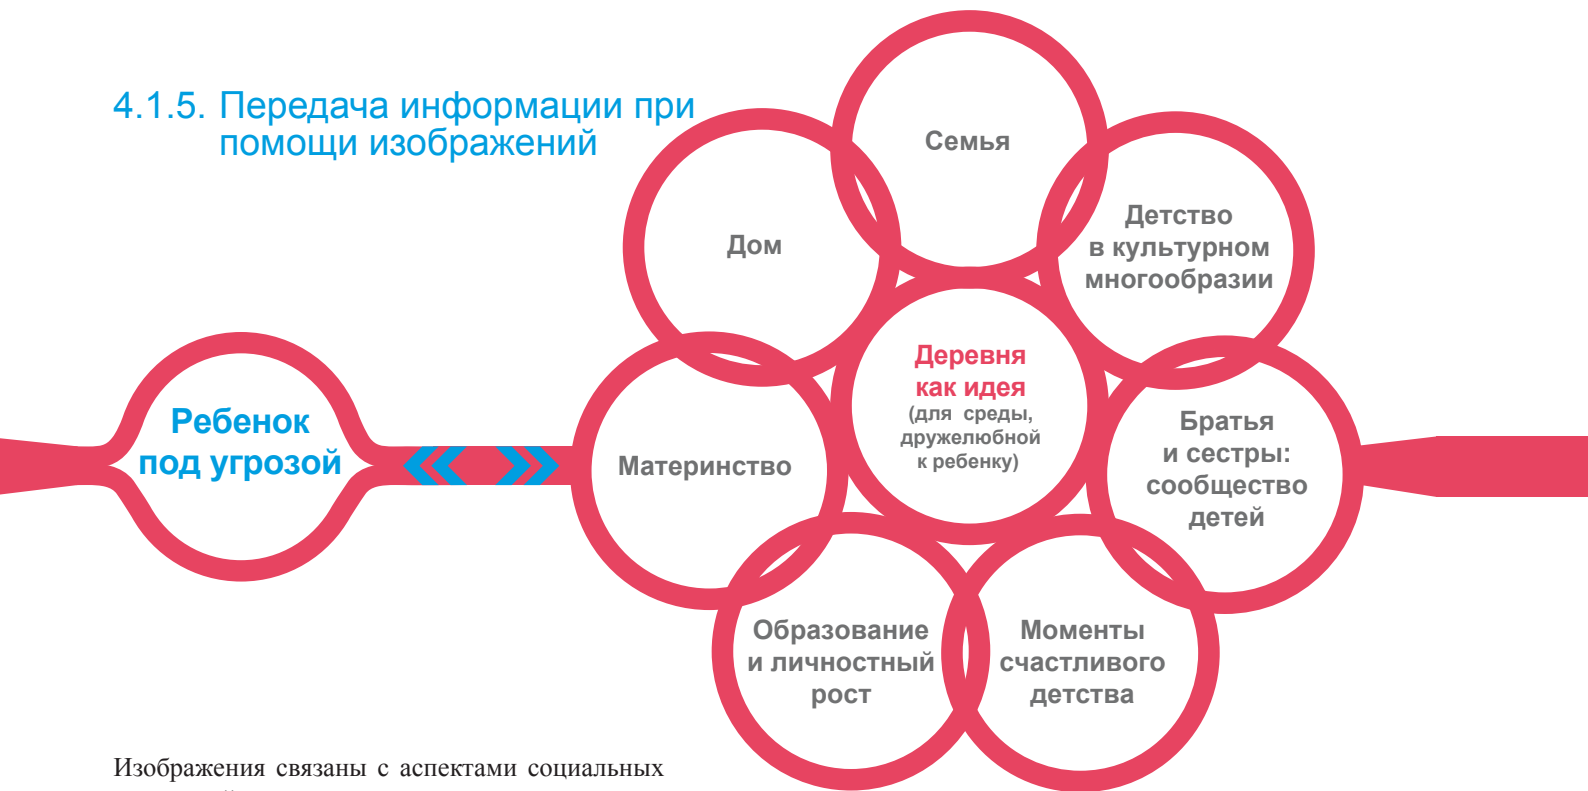 4.1.5. Передача информации при
помощи изображений
Семья
Дом
Детство
в культурном
многообразии
Деревня
как идея
(для среды,
дружелюбной
к ребенку)
Ребенок
под угрозой
Материнство
Братья
и сестры:
сообщество
детей
Образование
и личностный
рост
Моменты
счастливого
детства
Изображения связаны с аспектами социальных